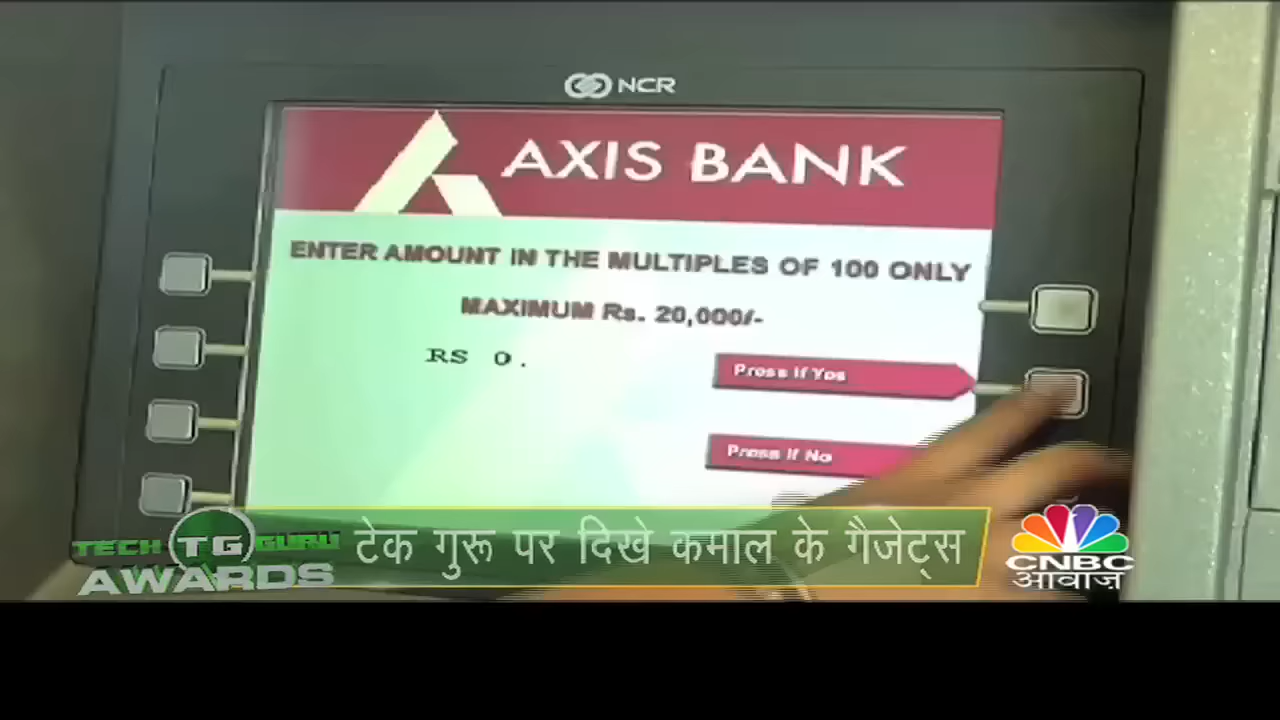 NCR
AXIS BANK
ENTER AMOUNT IN THE MULTIPLES OF 100 ONLY
MAXIMUM Rs. 20,000/-
RS 0.
Press If Yes
Press If No
TECH TG GURU
AWARDS
टेक गुरू पर दिखे कमाल के गैजेट्स
CNBC
आवाज़